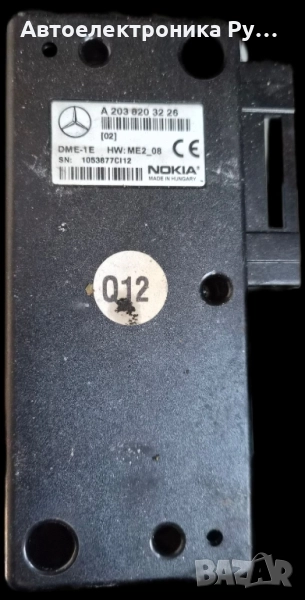 Автоелектроника Ру...
A 203 820 32 26
[02]
DME-1E HW: ME2_08
SN: 1053877CI12
CE
NOKIA
MADE IN HUNGARY
Q12
BAZAR